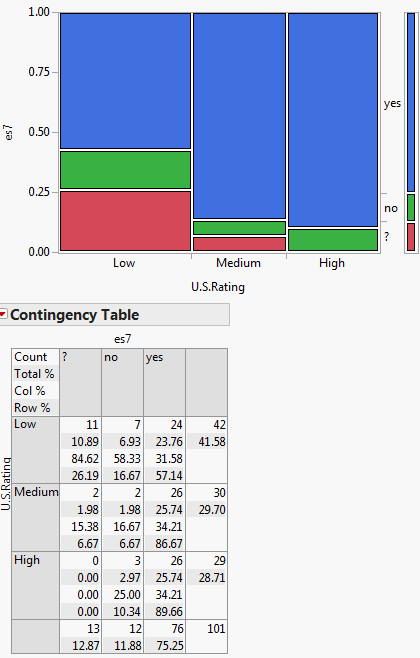 1.00
0.75
yes
es7
0.50
0.25
no
?
0.00
Low Medium High
U.S.Rating
Contingency Table
es7
Count ? no yes
Total %
Col %
Row %
U.S.Rating
Low 11 7 24 42
10.89 6.93 23.76 41.58
84.62 58.33 31.58
26.19 16.67 57.14
Medium 2 2 26 30
1.98 1.98 25.74 29.70
15.38 16.67 34.21
6.67 6.67 86.67
High 0 3 26 29
0.00 2.97 25.74 28.71
0.00 25.00 34.21
0.00 10.34 89.66
13 12 76 101
12.87 11.88 75.25